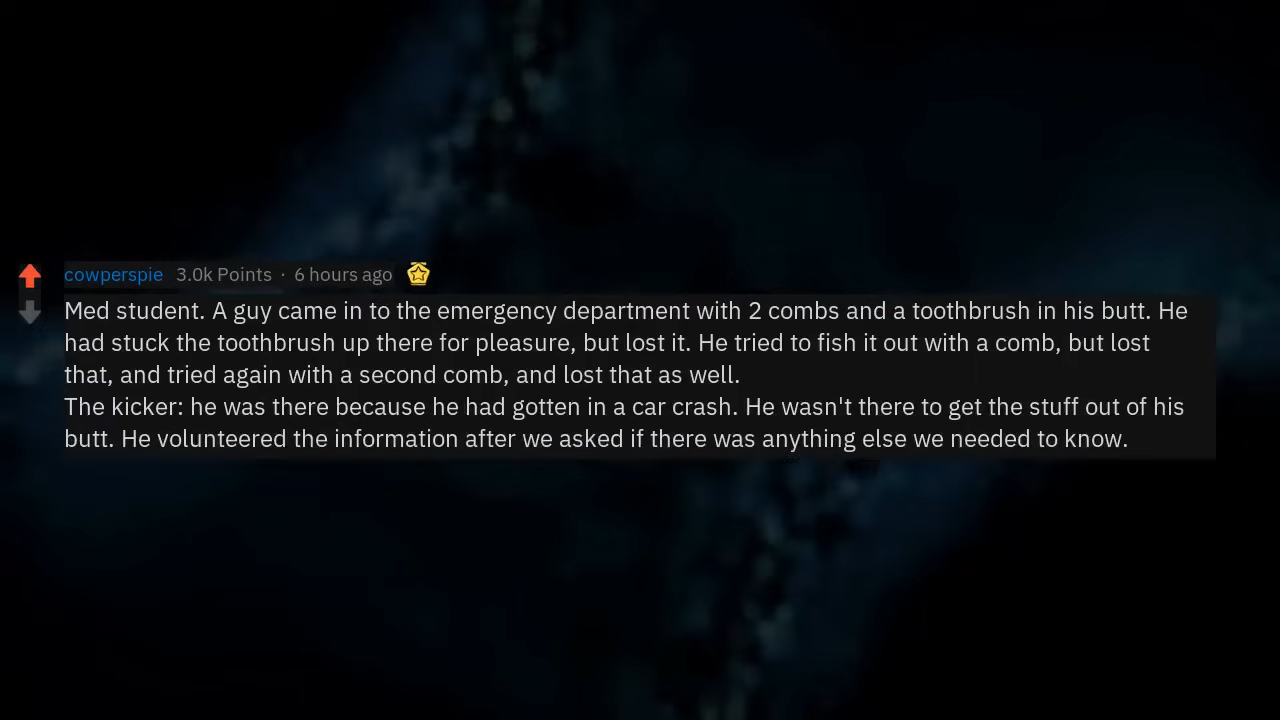 cowperspie 3.0k Points · 6 hours ago
Med student. A guy came in to the emergency department with 2 combs and a toothbrush in his butt. He
had stuck the toothbrush up there for pleasure, but lost it. He tried to fish it out with a comb, but lost
that, and tried again with a second comb, and lost that as well.
The kicker: he was there because he had gotten in a car crash. He wasn't there to get the stuff out of his
butt. He volunteered the information after we asked if there was anything else we needed to know.